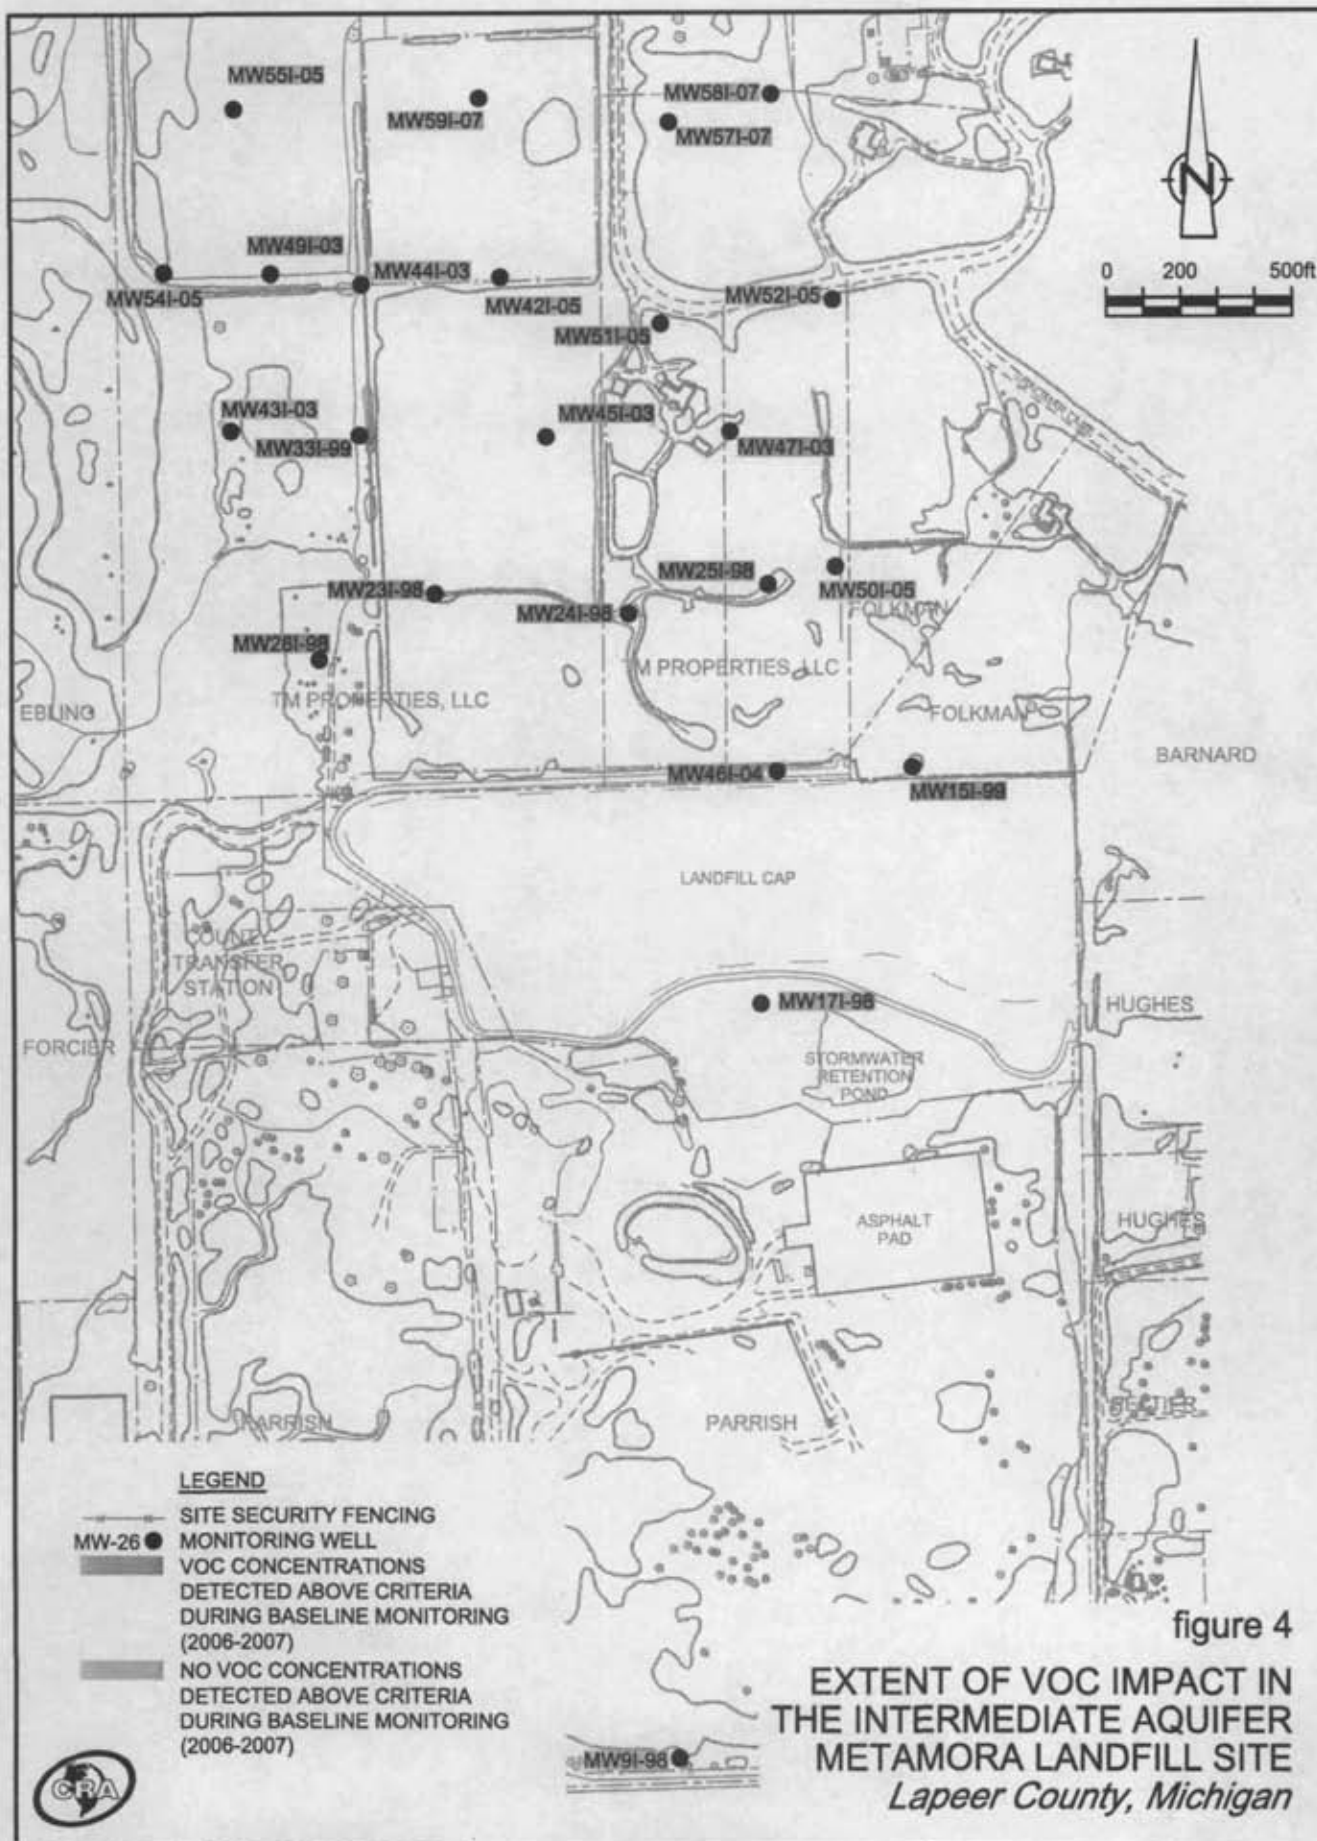 MW55I-05
MW59I-07
MW58I-07
MW57I-07
N
0 200 500ft
MW49I-03
MW54I-05
MW44I-03
MW42I-05
MW52I-05
MW51I-05
MW43I-03
MW33I-99
MW45I-03
MW47I-03
MW23I-98
MW24I-98
MW25I-98
MW50I-05
FOLKMAN
MW28I-98
TM PROPERTIES, LLC
TM PROPERTIES, LLC
EBLING
FOLKMAN
BARNARD
MW46I-04
MW15I-99
LANDFILL CAP
COUNTY
TRANSFER
STATION
MW17I-98
HUGHES
FORCIER
STORMWATER
RETENTION
POND
ASPHALT
PAD
HUGHES
PARRISH
PARRISH
LEGEND
SITE SECURITY FENCING
MW-26 MONITORING WELL
VOC CONCENTRATIONS
DETECTED ABOVE CRITERIA
DURING BASELINE MONITORING
(2006-2007)
NO VOC CONCENTRATIONS
DETECTED ABOVE CRITERIA
DURING BASELINE MONITORING
(2006-2007)
MW9I-98
CRA
figure 4
EXTENT OF VOC IMPACT IN
THE INTERMEDIATE AQUIFER
METAMORA LANDFILL SITE
Lapeer County, Michigan